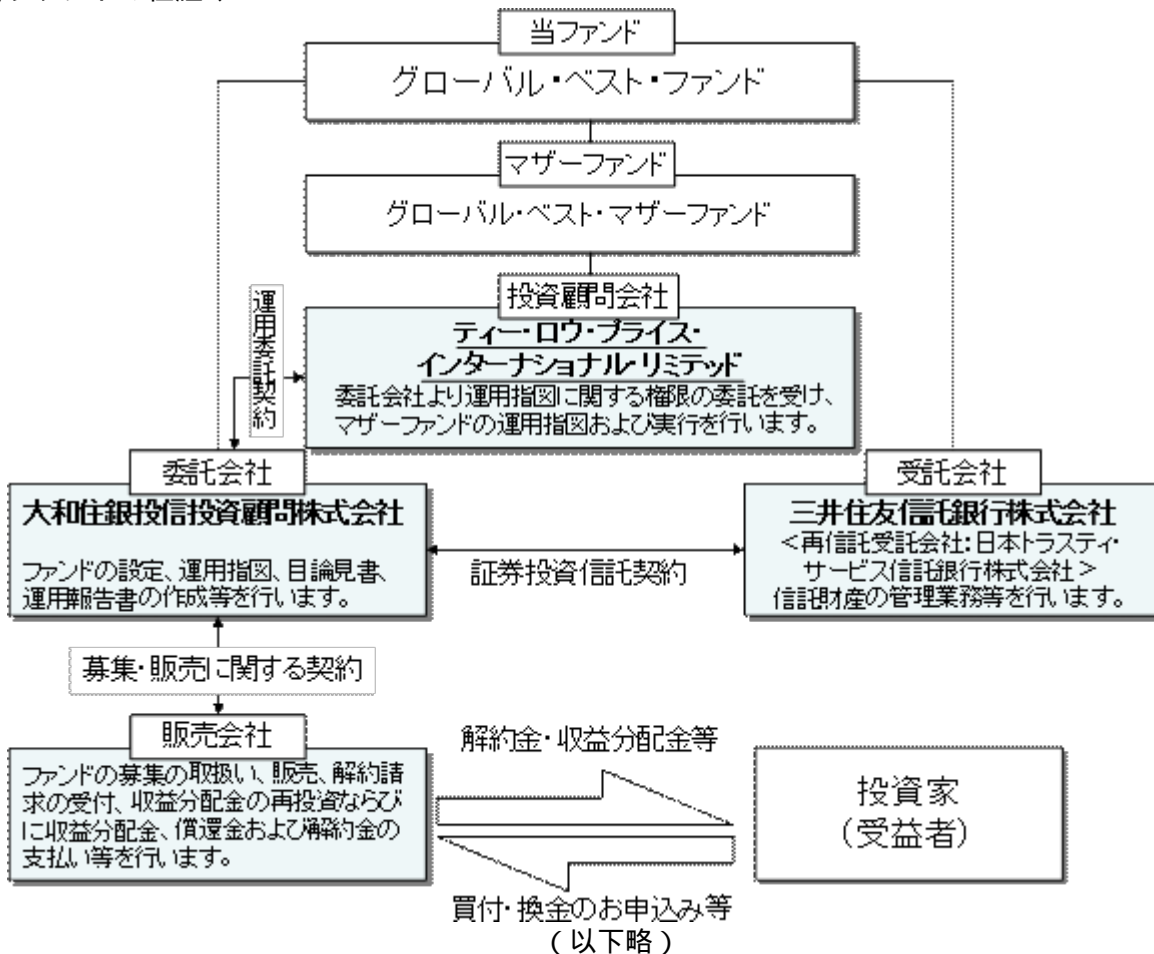 当ファンド
グローバル・ベスト・ファンド
マザーファンド
グローバル・ベスト・マザーファンド
投資顧問会社
ティー・ロウ・プライス・
インターナショナル・リミテッド
委託会社より運用指図に関する権限の委託を受け、
マザーファンドの運用指図および実行を行います。
運用委託契約
委託会社
大和住銀投信投資顧問株式会社
ファンドの設定、運用指図、目論見書、
運用報告書の作成等を行います。
証券投資信託契約
受託会社
三井住友信託銀行株式会社
<再信託受託会社:日本トラスティ・
サービス信託銀行株式会社>
信託財産の管理業務等を行います。
募集・販売に関する契約
販売会社
ファンドの募集の取扱い、販売、解約請
求の受付、収益分配金の再投資ならび
に収益分配金、償還金および解約金の
支払い等を行います。
解約金・収益分配金等
買付・換金のお申込み等
投資家
(受益者)
(以下略)